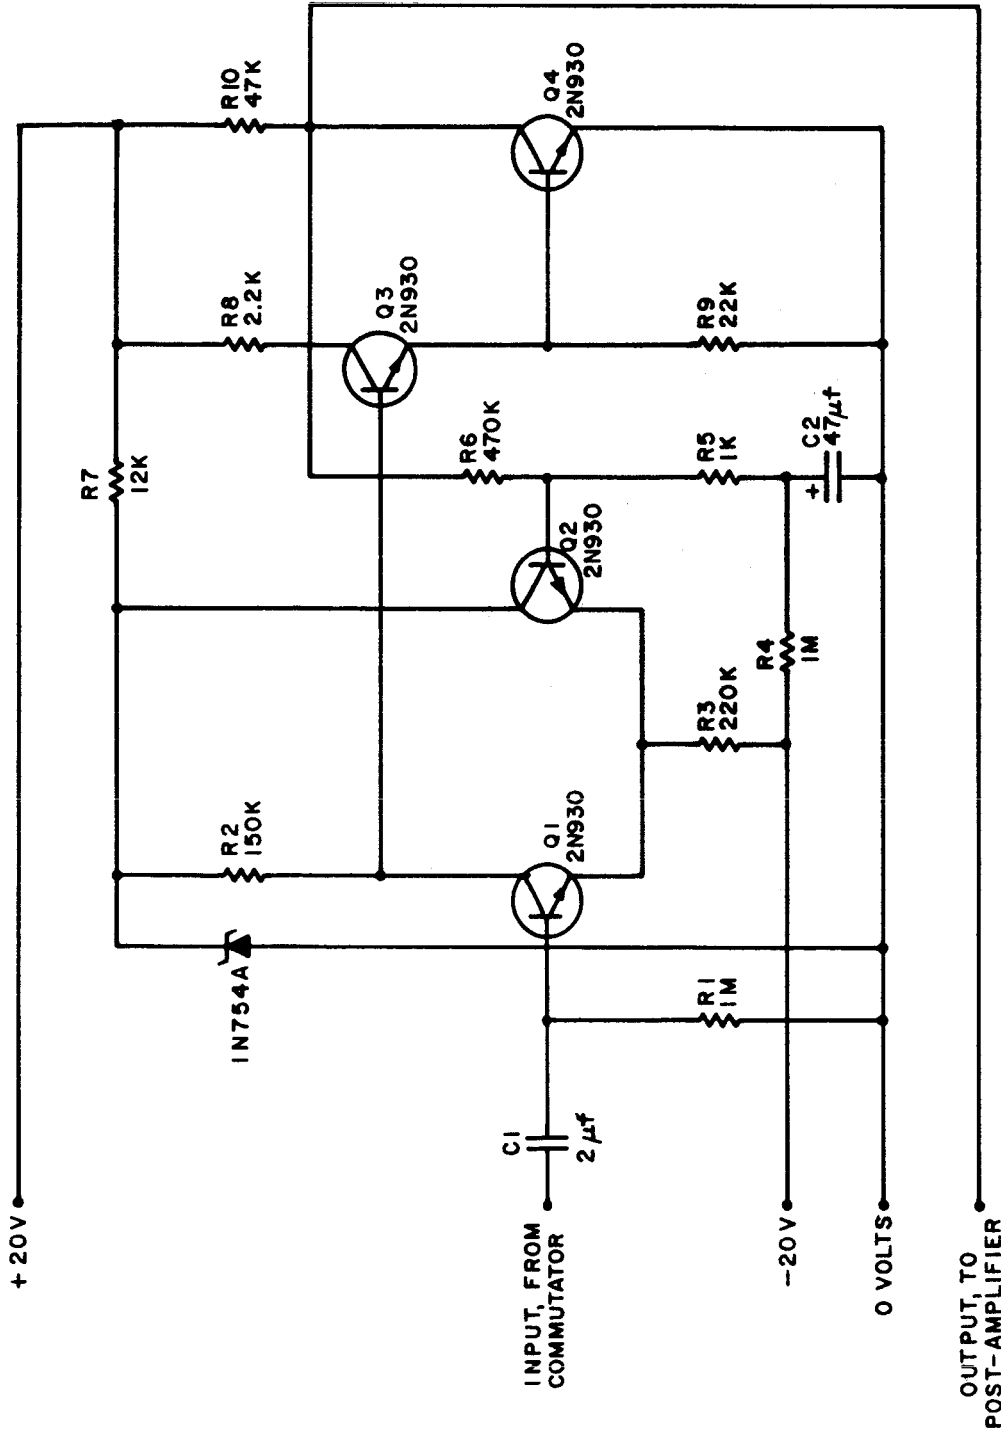 +20V
R7
12K
R10
47K
R8
2.2K
R2
150K
1N754A
Q3
2N930
Q4
2N930
R6
470K
Q2
2N930
Q1
2N930
C1
2 μf
INPUT, FROM
COMMUTATOR
R9
22K
R5
1K
R3
220K
R1
1M
R4
1M
C2
47μf
+
-20V
0 VOLTS
OUTPUT, TO
POST-AMPLIFIER